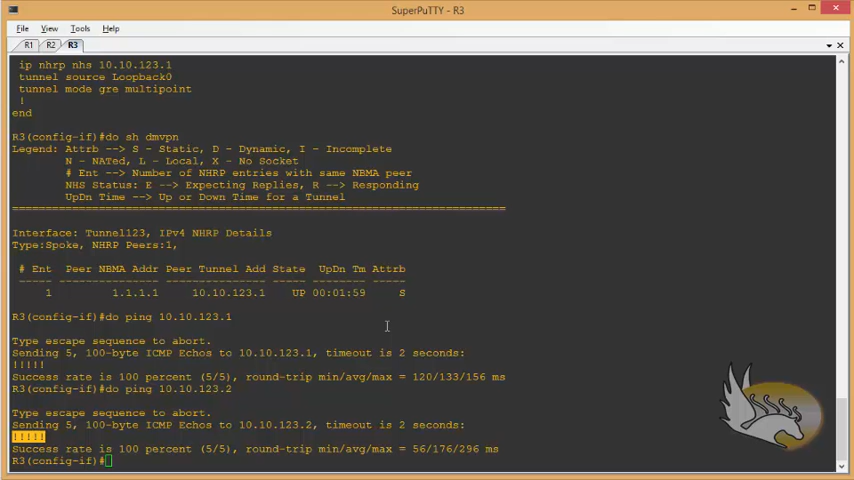 SuperPuTTY - R3
File View Tools Help
R1 R2 R3
ip nhrp nhs 10.10.123.1
tunnel source Loopback0
tunnel mode gre multipoint
!
end
R3(config-if)#do sh dmvpn
Legend: Attrb --> S - Static, D - Dynamic, I - Incomplete
N - NATed, L - Local, X - No Socket
# Ent --> Number of NHRP entries with same NBMA peer
NHS Status: E --> Expecting Replies, R --> Responding
UpDn Time --> Up or Down Time for a Tunnel
==========================================================================
Interface: Tunnel123, IPv4 NHRP Details
Type:Spoke, NHRP Peers:1,
# Ent  Peer NBMA Addr Peer Tunnel Add State  UpDn Tm Attrb
----- --------------- --------------- ----- -------- -----
1         1.1.1.1     10.10.123.1    UP 00:01:59     S
R3(config-if)#do ping 10.10.123.1
Type escape sequence to abort.
Sending 5, 100-byte ICMP Echos to 10.10.123.1, timeout is 2 seconds:
!!!!!
Success rate is 100 percent (5/5), round-trip min/avg/max = 120/133/156 ms
R3(config-if)#do ping 10.10.123.2
Type escape sequence to abort.
Sending 5, 100-byte ICMP Echos to 10.10.123.2, timeout is 2 seconds:
!!!!!
Success rate is 100 percent (5/5), round-trip min/avg/max = 56/176/296 ms
R3(config-if)#